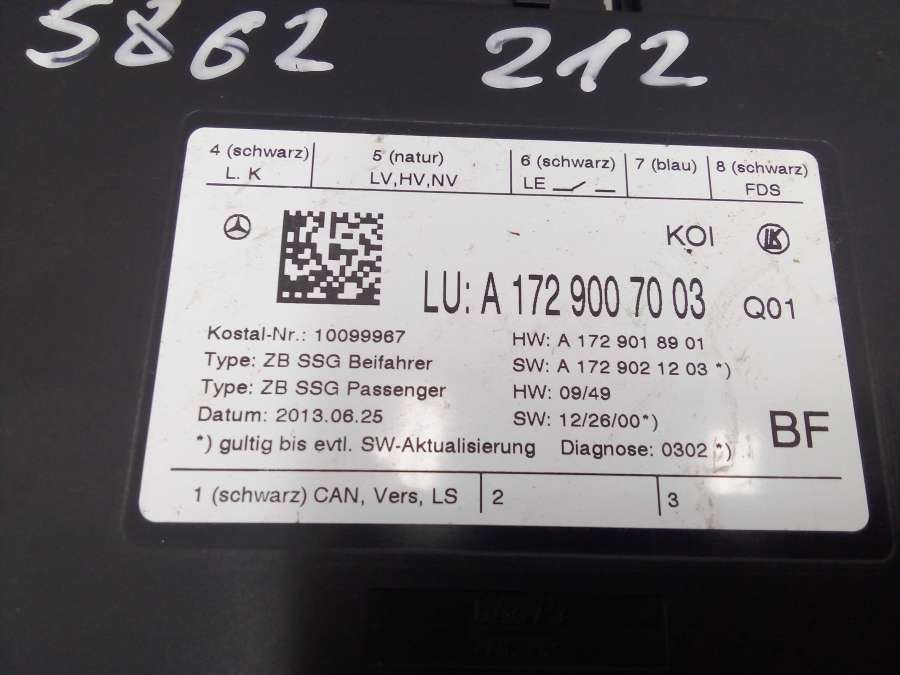 5862 212
4 (schwarz) 5 (natur) 6 (schwarz) 7 (blau) 8 (schwarz)
L. K LV,HV,NV LE FDS
KOI
LU: A 172 900 70 03 Q01
Kostal-Nr.: 10099967 HW: A 172 901 89 01
Type: ZB SSG Beifahrer SW: A 172 902 12 03 *)
Type: ZB SSG Passenger HW: 09/49
Datum: 2013.06.25 SW: 12/26/00*)
BF
*) gultig bis evtl. SW-Aktualisierung Diagnose: 0302 *)
1 (schwarz) CAN, Vers, LS 2 3